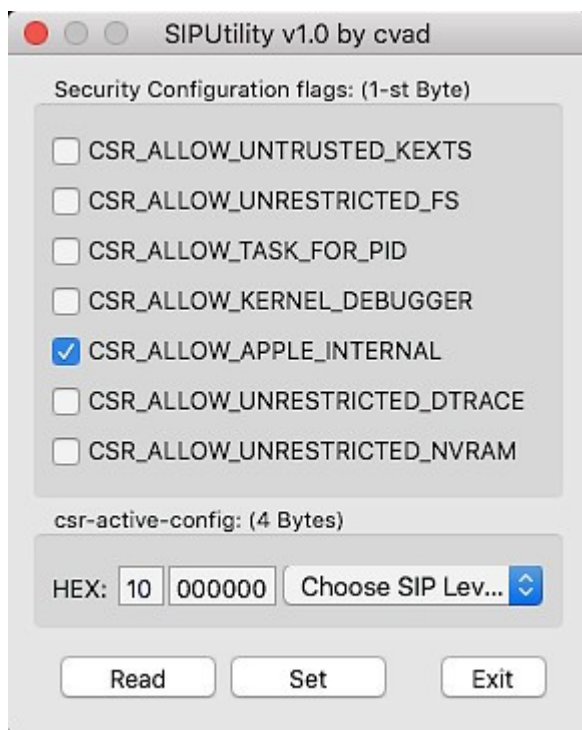 SIPUtility v1.0 by cvad
Security Configuration flags: (1-st Byte)
CSR_ALLOW_UNTRUSTED_KEXTS
CSR_ALLOW_UNRESTRICTED_FS
CSR_ALLOW_TASK_FOR_PID
CSR_ALLOW_KERNEL_DEBUGGER
CSR_ALLOW_APPLE_INTERNAL
CSR_ALLOW_UNRESTRICTED_DTRACE
CSR_ALLOW_UNRESTRICTED_NVRAM
csr-active-config: (4 Bytes)
HEX: 10 000000 Choose SIP Lev...
Read Set Exit